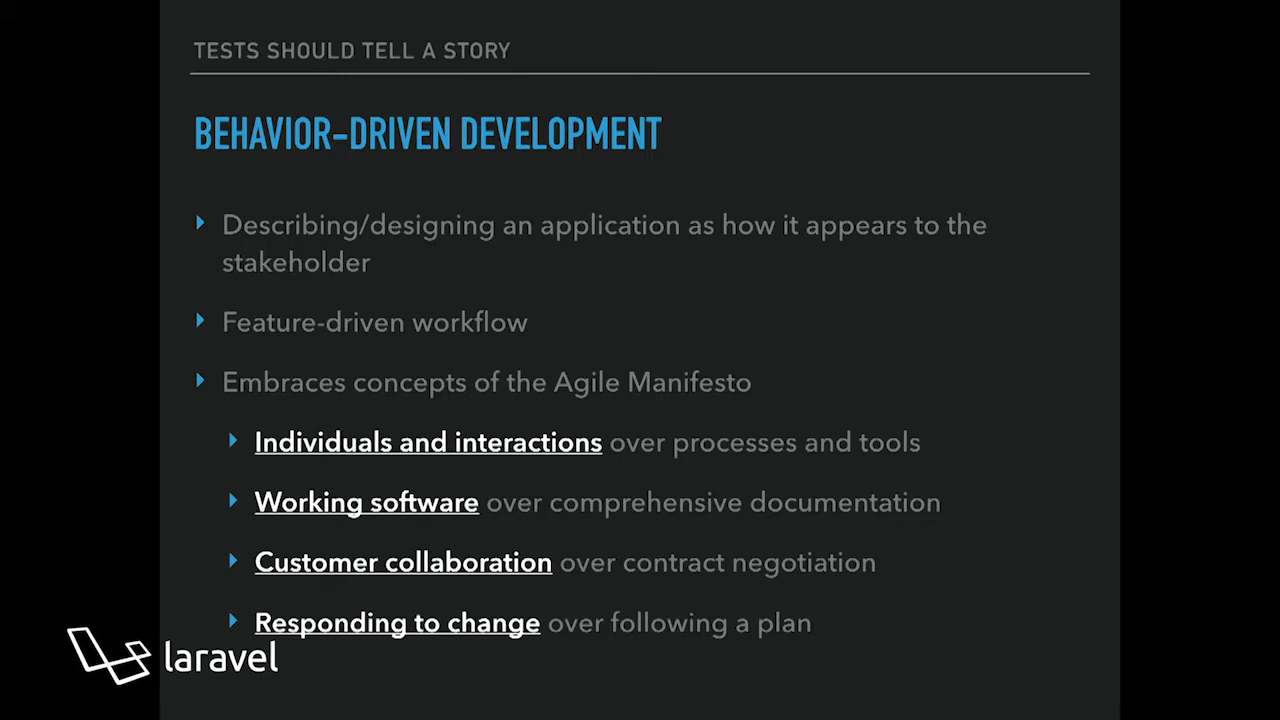 TESTS SHOULD TELL A STORY
BEHAVIOR-DRIVEN DEVELOPMENT
Describing/designing an application as how it appears to the
stakeholder
Feature-driven workflow
Embraces concepts of the Agile Manifesto
Individuals and interactions over processes and tools
Working software over comprehensive documentation
Customer collaboration over contract negotiation
Responding to change over following a plan
laravel